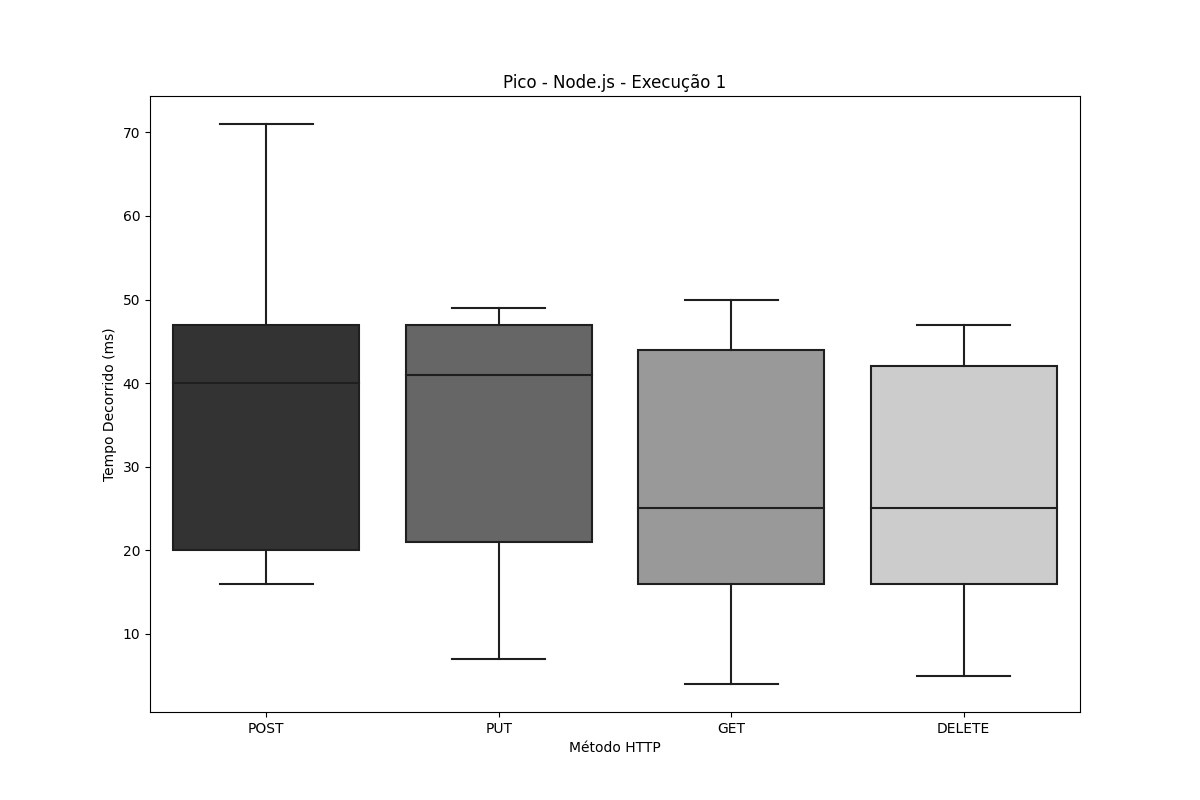 Pico - Node.js - Execução 1
Tempo Decorrido (ms)
70
60
50
40
30
20
10
POST
PUT
GET
DELETE
Método HTTP